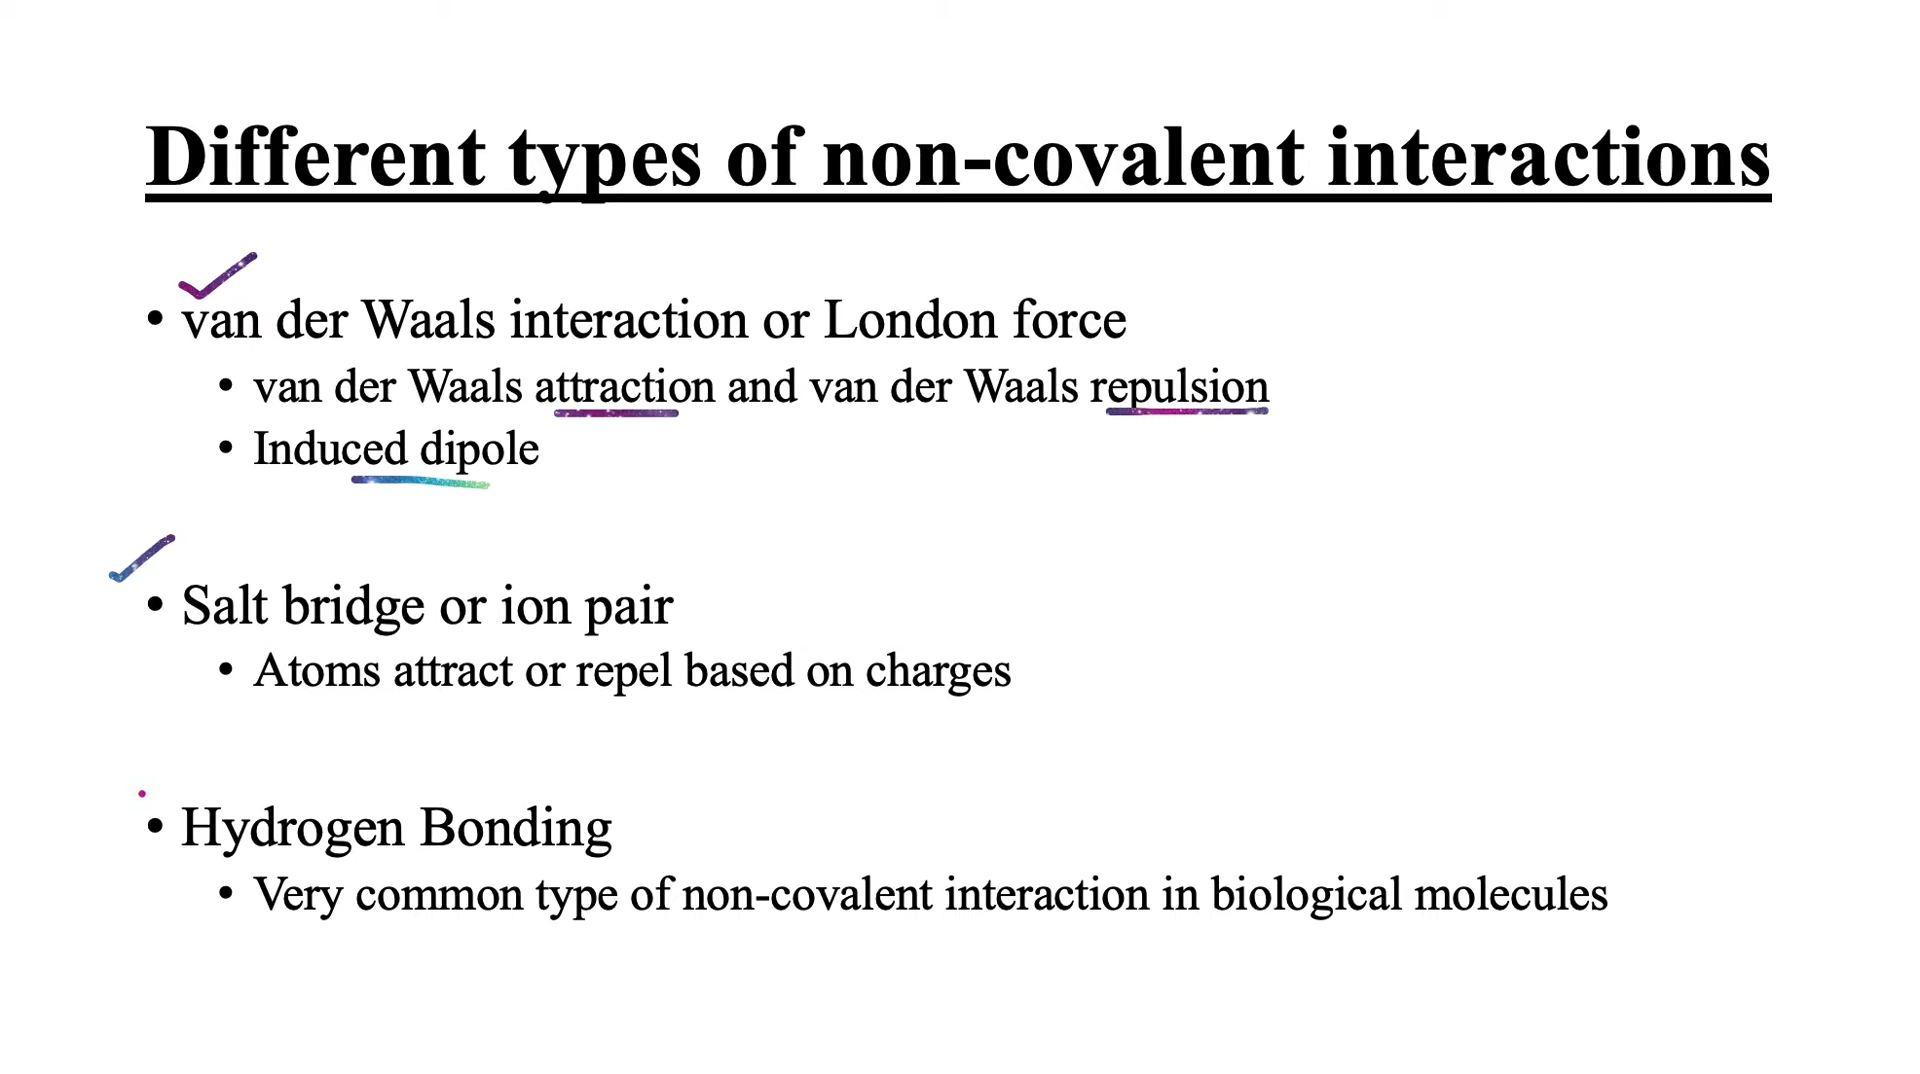 Different types of non-covalent interactions
• van der Waals interaction or London force
• van der Waals attraction and van der Waals repulsion
• Induced dipole
• Salt bridge or ion pair
• Atoms attract or repel based on charges
• Hydrogen Bonding
• Very common type of non-covalent interaction in biological molecules